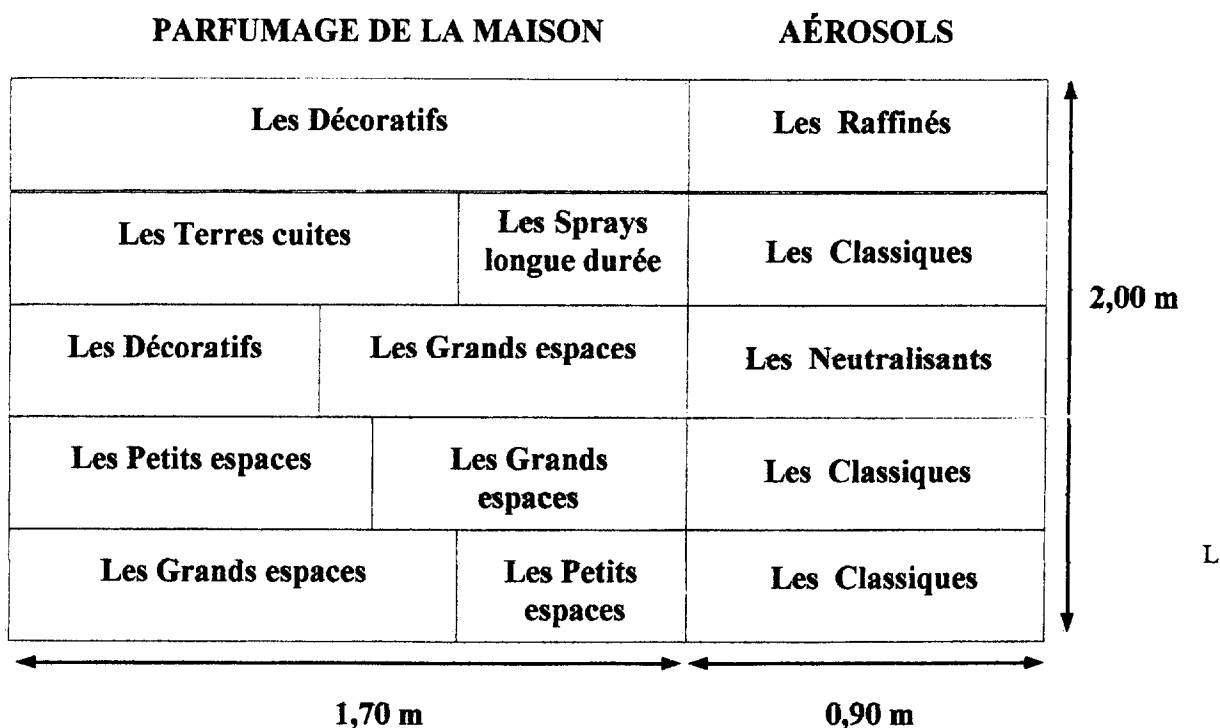 PARFUMAGE DE LA MAISON AÉROSOLS
Les Décoratifs Les Raffinés
Les Terres cuites Les Sprays
longue durée Les Classiques
2,00 m
Les Décoratifs Les Grands espaces Les Neutralisants
Les Petits espaces Les Grands
espaces Les Classiques
L
Les Grands espaces Les Petits
espaces Les Classiques
1,70 m 0,90 m